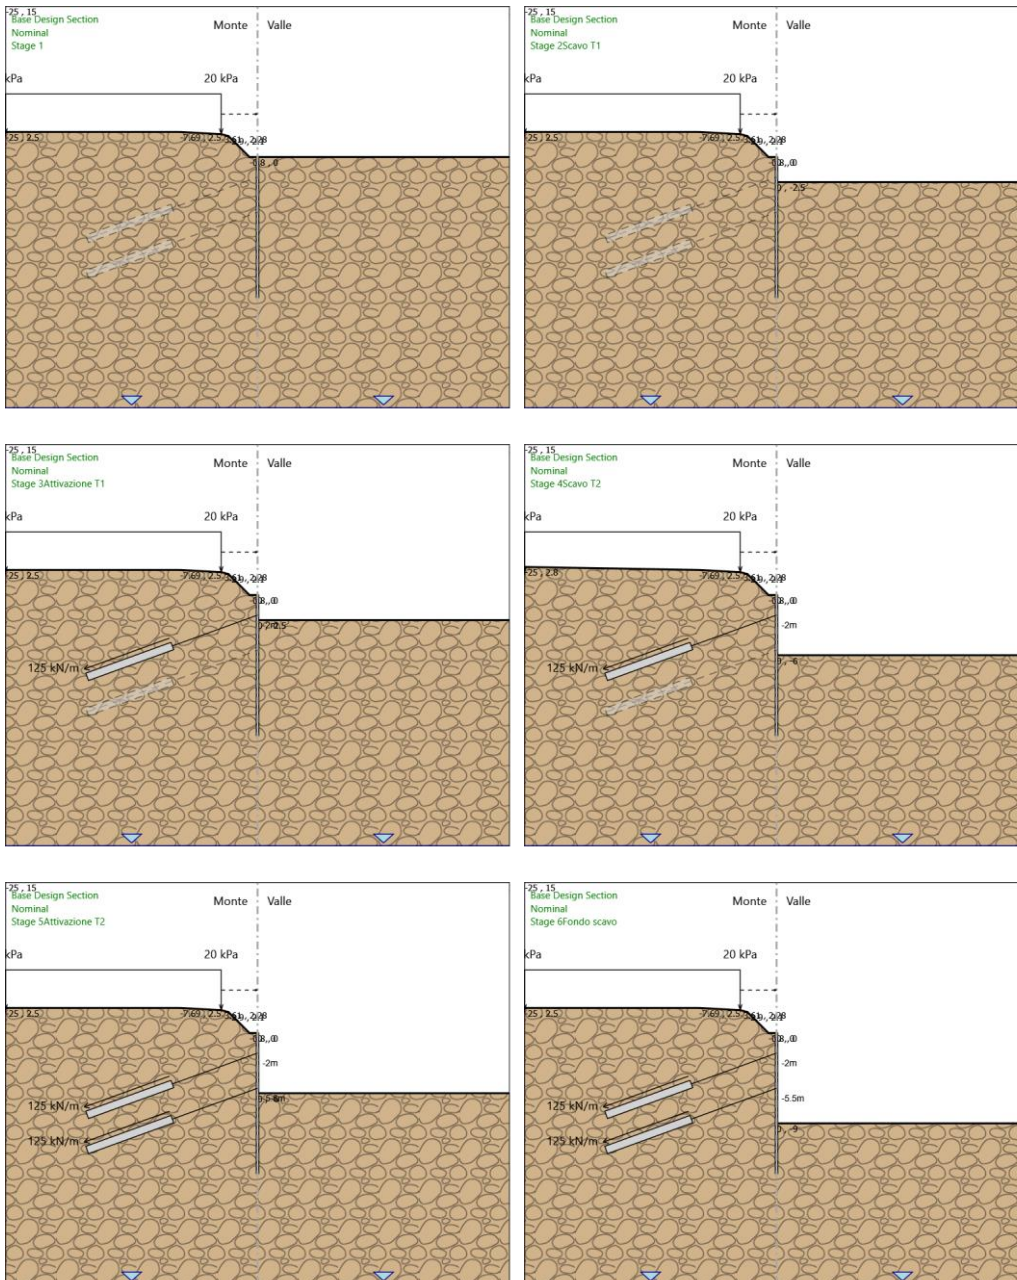 -25 , 15
Base Design Section
Nominal
Stage 1
Monte Valle
kPa 20 kPa
-25 , 2.5
-25 , 15
Base Design Section
Nominal
Stage 2Scavo T1
Monte Valle
kPa 20 kPa
-25 , 2.5
-2.5
-25 , 15
Base Design Section
Nominal
Stage 3Attivazione T1
Monte Valle
kPa 20 kPa
-25 , 2.5
125 kN/m
-25 , 15
Base Design Section
Nominal
Stage 4Scavo T2
Monte Valle
kPa 20 kPa
-25 , 2.8
-2m
-6
125 kN/m
-25 , 15
Base Design Section
Nominal
Stage 5Attivazione T2
Monte Valle
kPa 20 kPa
-25 , 2.5
-2m
125 kN/m
125 kN/m
-25 , 15
Base Design Section
Nominal
Stage 6Fondo scavo
Monte Valle
kPa 20 kPa
-25 , 2.5
-2m
-5.5m
125 kN/m
-9
125 kN/m